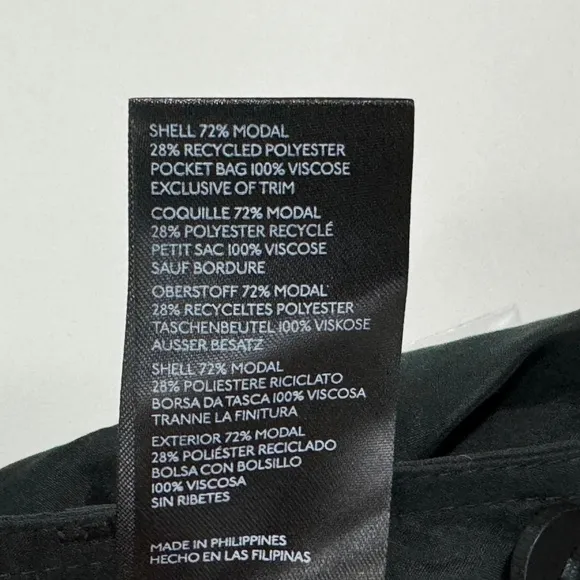 SHELL 72% MODAL
28% RECYCLED POLYESTER
POCKET BAG 100% VISCOSE
EXCLUSIVE OF TRIM
COQUILLE 72% MODAL
28% POLYESTER RECYCLÉ
PETIT SAC 100% VISCOSE
SAUF BORDURE
OBERSTOFF 72% MODAL
28% RECYCELTES POLYESTER
TASCHENBEUTEL 100% VISKOSE
AUSSER BESATZ
SHELL 72% MODAL
28% POLIESTERE RICICLATO
BORSA DA TASCA 100% VISCOSA
TRANNE LA FINITURA
EXTERIOR 72% MODAL
28% POLIÉSTER RECICLADO
BOLSA CON BOLSILLO
100% VISCOSA
SIN RIBETES
MADE IN PHILIPPINES
HECHO EN LAS FILIPINAS